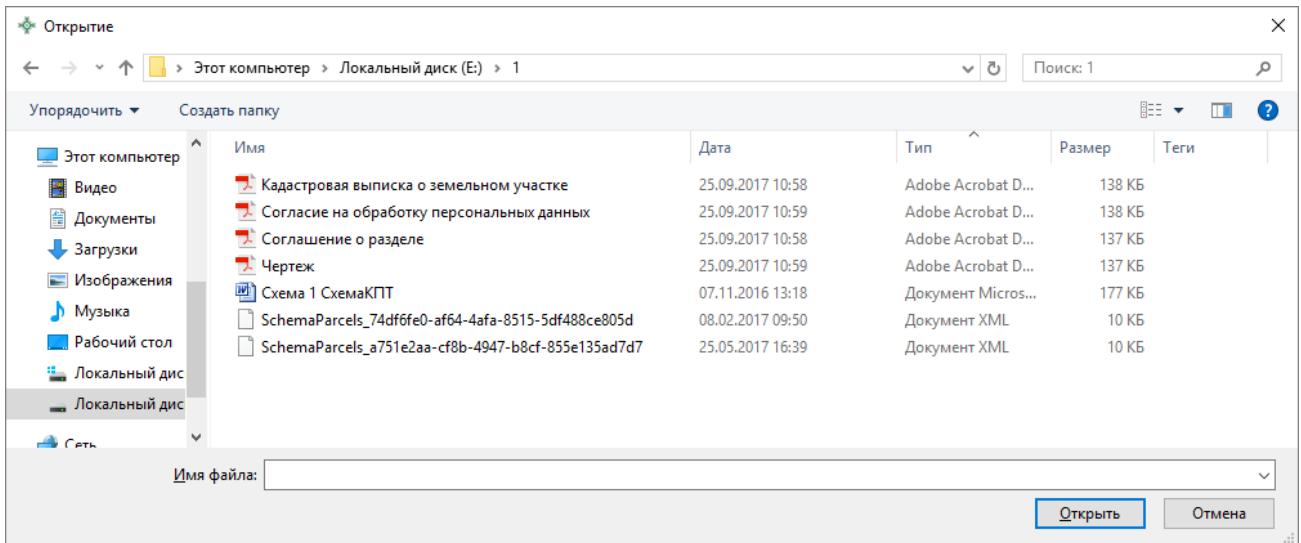 Открытие
Этот компьютер › Локальный диск (E:) › 1
Поиск: 1
Упорядочить
Создать папку
Этот компьютер
Видео
Документы
Загрузки
Изображения
Музыка
Рабочий стол
Локальный дис
Локальный дис
Сеть
Имя Дата Тип Размер Теги
Кадастровая выписка о земельном участке 25.09.2017 10:58 Adobe Acrobat D... 138 КБ
Согласие на обработку персональных данных 25.09.2017 10:59 Adobe Acrobat D... 138 КБ
Соглашение о разделе 25.09.2017 10:58 Adobe Acrobat D... 137 КБ
Чертеж 25.09.2017 10:59 Adobe Acrobat D... 137 КБ
Схема 1 СхемаКПТ 07.11.2016 13:18 Документ Micros... 177 КБ
SchemaParcels_74df6fe0-af64-4afa-8515-5df488ce805d 08.02.2017 09:50 Документ XML 10 КБ
SchemaParcels_a751e2aa-cf8b-4947-b8cf-855e135ad7d7 25.05.2017 16:39 Документ XML 10 КБ
Имя файла:
Открыть Отмена